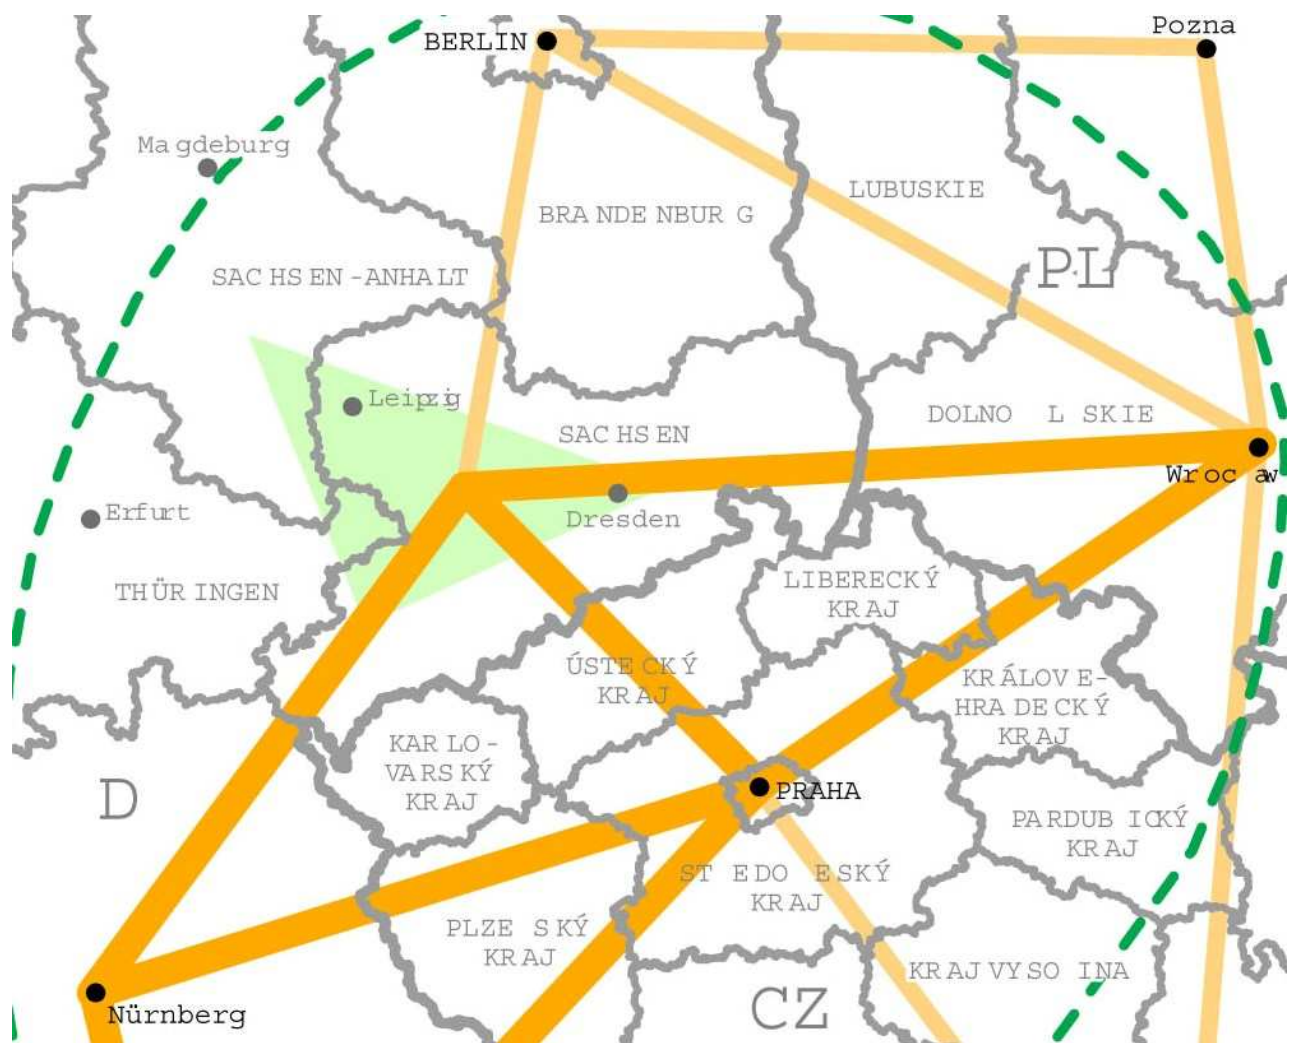 BERLIN
Pozna
Magdeburg
LUBUSKIE
BRANDENBURG
PL
SACHSEN-ANHALT
Leipzig
DOLNO L SKIE
SACHSEN
Wroc aw
Erfurt
Dresden
THÜRINGEN
LIBERECKÝ
KRAJ
ÚSTECKÝ
KRAJ
KRÁLOVE-
HRADECKÝ
KRAJ
KARLO-
VARSKÝ
KRAJ
D
PRAHA
PARDUBICKÝ
KRAJ
ST EDO ESKÝ
KRAJ
PLZE SKÝ
KRAJ
KRAJ VYSO INA
CZ
Nürnberg